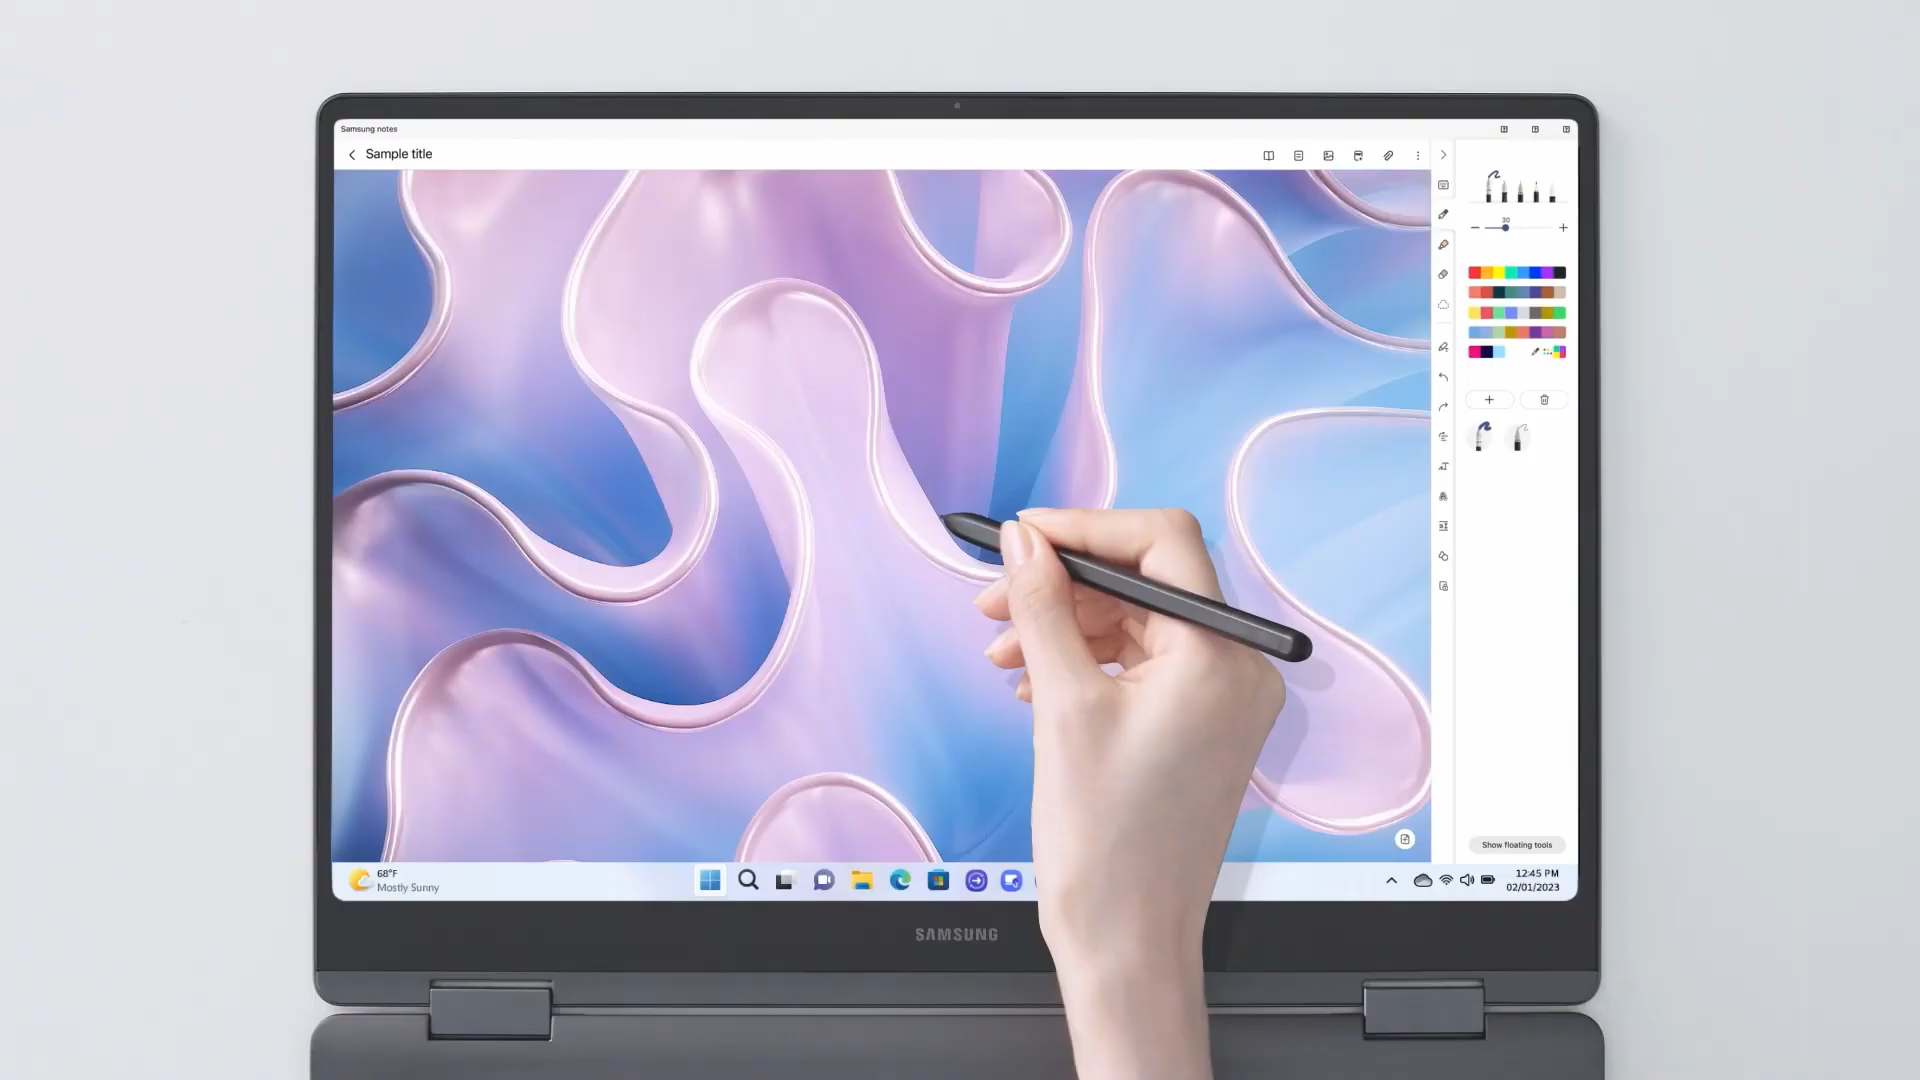 Samsung notes
Sample title
30
Show floating tools
68°F
Mostly Sunny
12:45 PM
02/01/2023
SAMSUNG